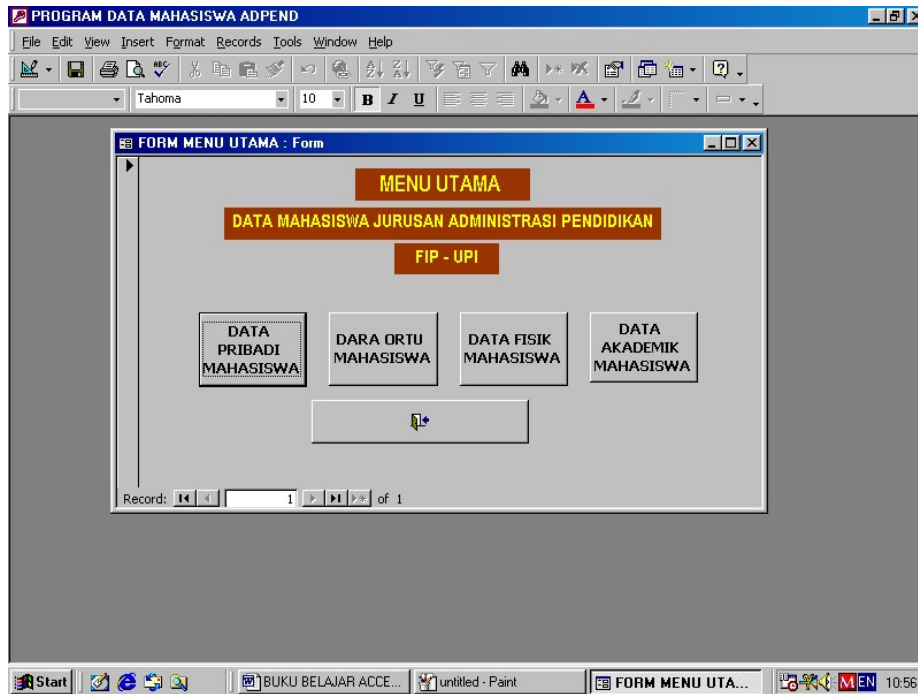 PROGRAM DATA MAHASISWA ADPEND
File Edit View Insert Format Records Tools Window Help
Tahoma 10 B I U
FORM MENU UTAMA : Form
MENU UTAMA
DATA MAHASISWA JURUSAN ADMINISTRASI PENDIDIKAN
FIP - UPI
DATA
PRIBADI
MAHASISWA
DARA ORTU
MAHASISWA
DATA FISIK
MAHASISWA
DATA
AKADEMIK
MAHASISWA
Record: 1 of 1
Start BUKU BELAJAR ACCE... untitled - Paint FORM MENU UTA... M EN 10:56